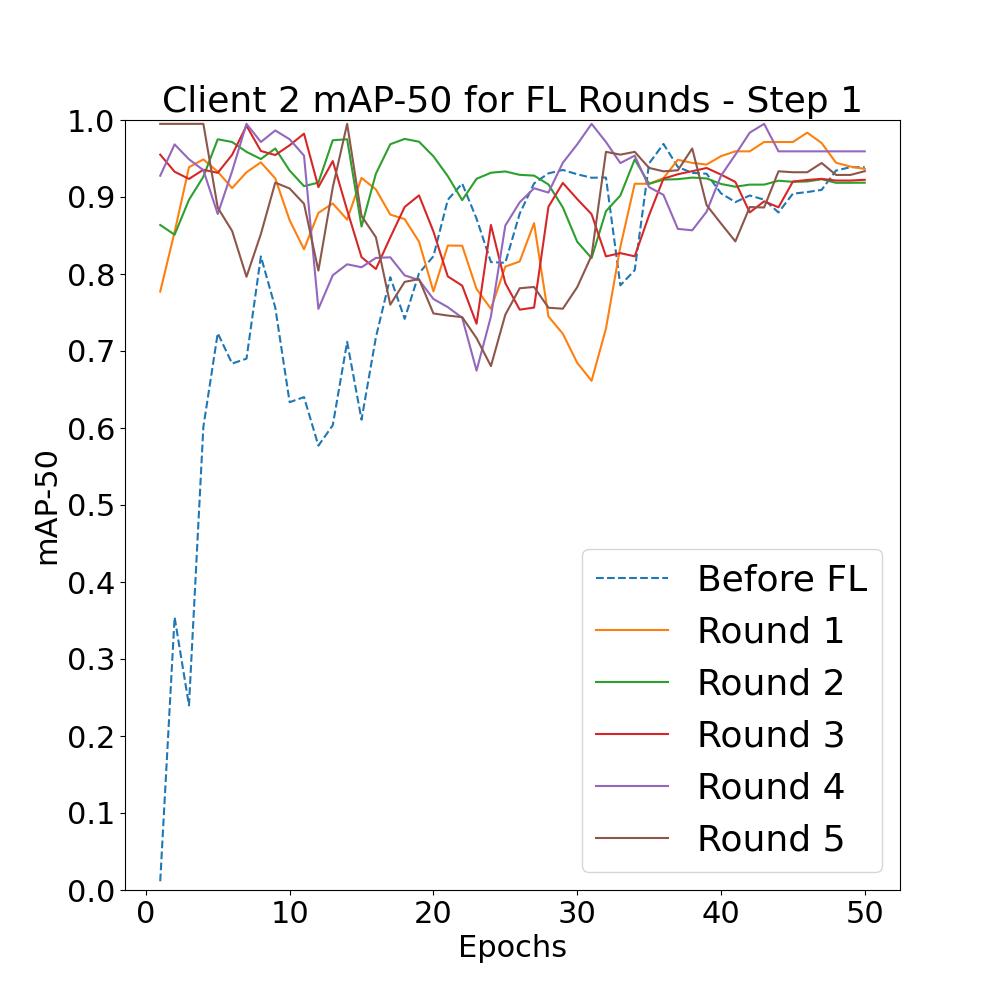 Client 2 mAP-50 for FL Rounds - Step 1
1.0
0.9
0.8
0.7
0.6
0.5
0.4
0.3
0.2
0.1
0.0
mAP-50
Before FL
Round 1
Round 2
Round 3
Round 4
Round 5
0 10 20 30 40 50
Epochs